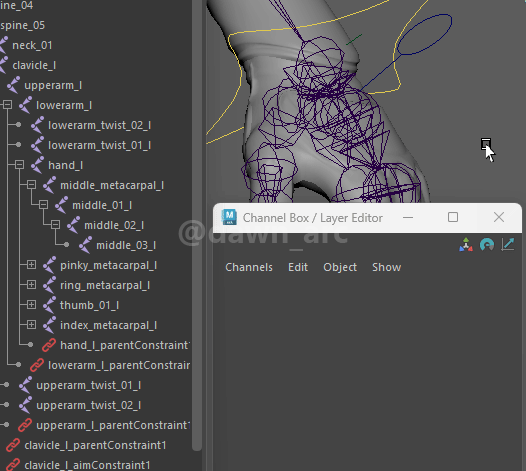 ine_04
spine_05
neck_01
clavicle_l
upperarm_l
lowerarm_l
lowerarm_twist_02_l
lowerarm_twist_01_l
hand_l
middle_metacarpal_l
middle_01_l
middle_02_l
middle_03_l
pinky_metacarpal_l
ring_metacarpal_l
thumb_01_l
index_metacarpal_l
hand_l_parentConstraint1
lowerarm_l_parentConstrain
upperarm_twist_01_l
upperarm_twist_02_l
upperarm_l_parentConstraint1
clavicle_l_parentConstraint1
clavicle_l_aimConstraint1
Channel Box / Layer Editor
Channels Edit Object Show
@dawn_arc